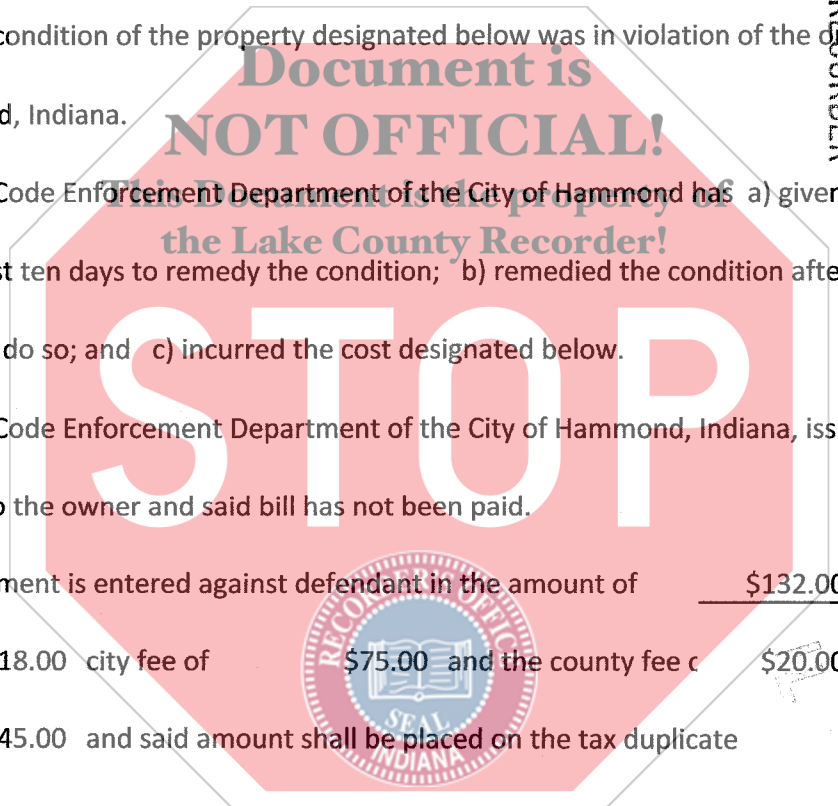 condition of the property designated below was in violation of the
Document is
d, Indiana.
NOT OFFICIAL!
Code Enforcement Department of the City of Hammond has a) given
This Document is the property of
the Lake County Recorder!
st ten days to remedy the condition; b) remedied the condition afte
do so; and c) incurred the cost designated below.
STOP
Code Enforcement Department of the City of Hammond, Indiana, iss
the owner and said bill has not been paid.
ment is entered against defendant in the amount of $132.00
18.00 city fee of $75.00 and the county fee $20.00
45.00 and said amount shall be placed on the tax duplicate
RECORDER'S OFFICE
SEAL
INDIANA
RECORDER